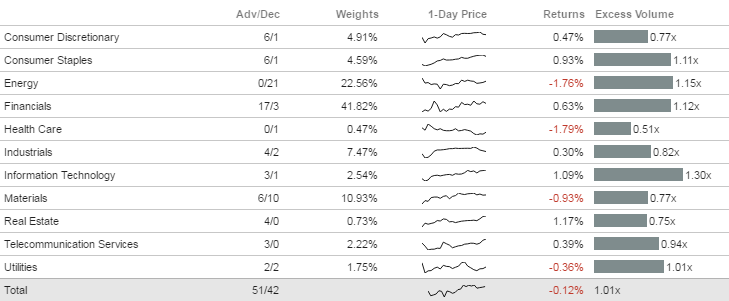 Adv/Dec Weights 1-Day Price Returns Excess Volume
Consumer Discretionary 6/1 4.91% 0.47% 0.77x
Consumer Staples 6/1 4.59% 0.93% 1.11x
Energy 0/21 22.56% -1.76% 1.15x
Financials 17/3 41.82% 0.63% 1.12x
Health Care 0/1 0.47% -1.79% 0.51x
Industrials 4/2 7.47% 0.30% 0.82x
Information Technology 3/1 2.54% 1.09% 1.30x
Materials 6/10 10.93% -0.93% 0.77x
Real Estate 4/0 0.73% 1.17% 0.75x
Telecommunication Services 3/0 2.22% 0.39% 0.94x
Utilities 2/2 1.75% -0.36% 1.01x
Total 51/42 -0.12% 1.01x